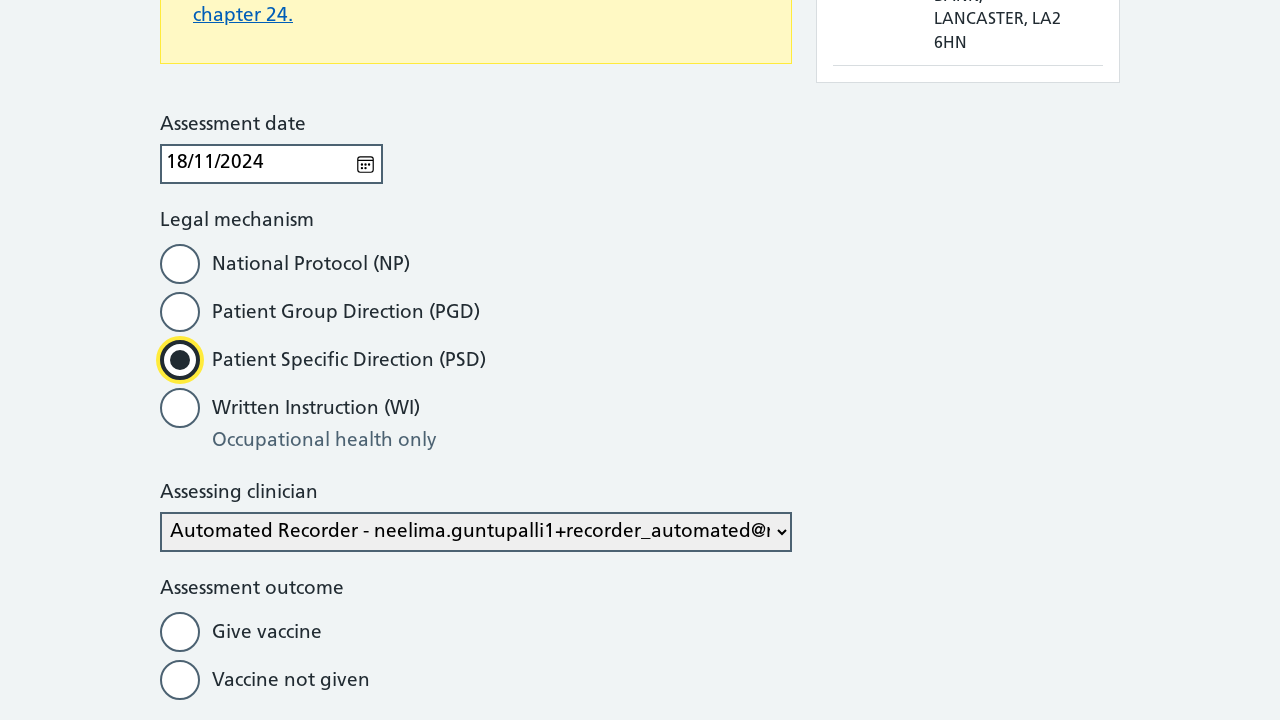 chapter 24.
LANCASTER, LA2
6HN
Assessment date
18/11/2024
Legal mechanism
National Protocol (NP)
Patient Group Direction (PGD)
Patient Specific Direction (PSD)
Written Instruction (WI)
Occupational health only
Assessing clinician
Automated Recorder - neelima.guntupalli1+recorder_automated@
Assessment outcome
Give vaccine
Vaccine not given